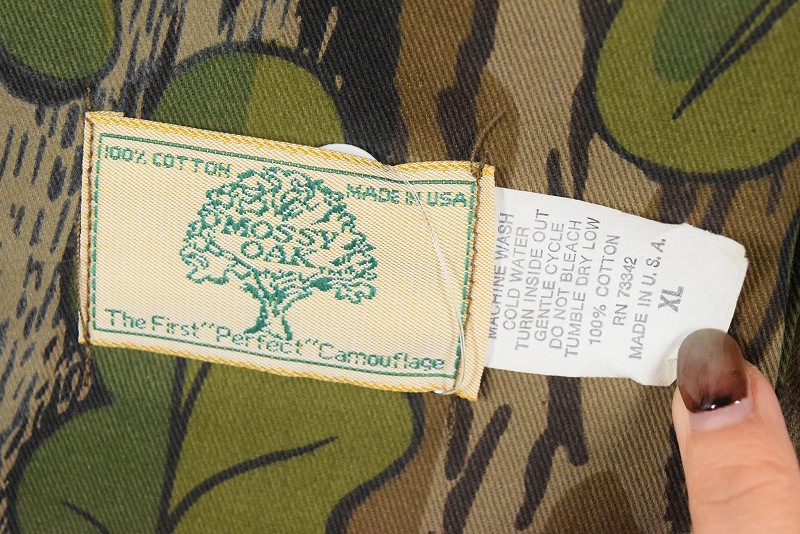 100% COTTON
MADE IN USA
MOSSY
OAK
The First "Perfect" Camouflage
MACHINE WASH
COLD WATER
TURN INSIDE OUT
GENTLE CYCLE
DO NOT BLEACH
TUMBLE DRY LOW
100% COTTON
RN 73342
MADE IN U. S. A.
XL